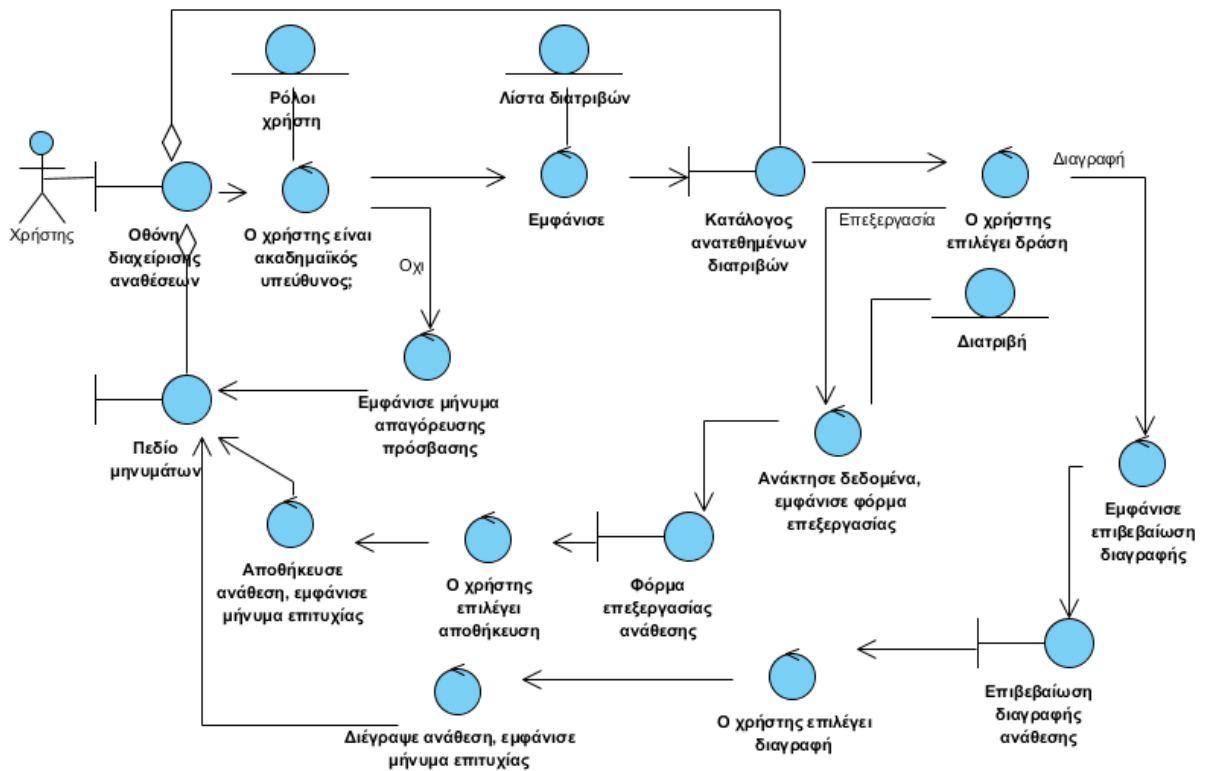 Ρόλοι
χρήστη
Λίστα διατριβών
Χρήστης
Οθόνη
διαχείρισης
αναθέσεων
Ο χρήστης είναι
ακαδημαϊκός
υπεύθυνος;
Εμφάνισε
Κατάλογος
ανατεθημένων
διατριβών
Επεξεργασία
Ο χρήστης
επιλέγει δράση
Διαγραφή
Οχι
Διατριβή
Εμφάνισε μήνυμα
απαγόρευσης
πρόσβασης
Πεδίο
μηνυμάτων
Ανάκτησε δεδομένα,
εμφάνισε φόρμα
επεξεργασίας
Εμφάνισε
επιβεβαίωση
διαγραφής
Αποθήκευσε
ανάθεση, εμφάνισε
μήνυμα επιτυχίας
Ο χρήστης
επιλέγει
αποθήκευση
Φόρμα
επεξεργασίας
ανάθεσης
Επιβεβαίωση
διαγραφής
ανάθεσης
Ο χρήστης επιλέγει
διαγραφή
Διέγραψε ανάθεση, εμφάνισε
μήνυμα επιτυχίας